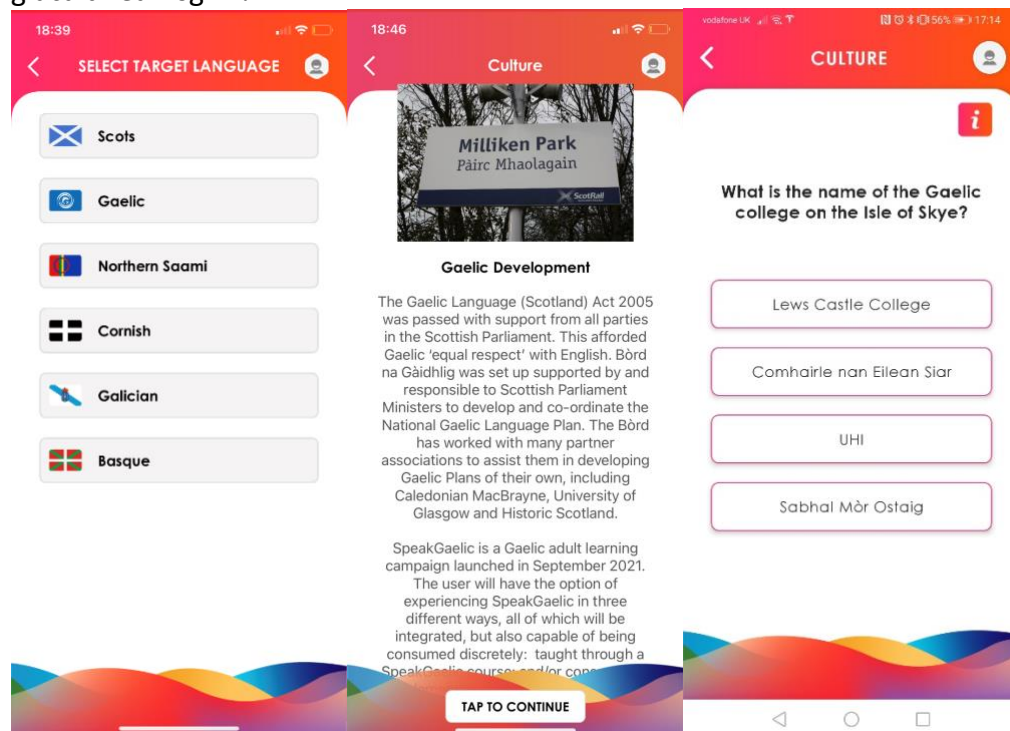 18:39
SELECT TARGET LANGUAGE
Scots
Gaelic
Northern Saami
Cornish
Galician
Basque
18:46
Culture
Milliken Park
Pàirc Mhaolagain
ScotRail
Gaelic Development
The Gaelic Language (Scotland) Act 2005
was passed with support from all parties
in the Scottish Parliament. This afforded
Gaelic ‘equal respect’ with English. Bòrd
na Gàidhlig was set up supported by and
responsible to Scottish Parliament
Ministers to develop and co-ordinate the
National Gaelic Language Plan. The Bòrd
has worked with many partner
associations to assist them in developing
Gaelic Plans of their own, including
Caledonian MacBrayne, University of
Glasgow and Historic Scotland.
SpeakGaelic is a Gaelic adult learning
campaign launched in September 2021.
The user will have the option of
experiencing SpeakGaelic in three
different ways, all of which will be
integrated, but also capable of being
consumed discretely: taught through a
SpeakGaelic course; and/or
TAP TO CONTINUE
vodafone UK 56% 17:14
CULTURE
i
What is the name of the Gaelic
college on the Isle of Skye?
Lews Castle College
Comhairle nan Eilean Siar
UHI
Sabhal Mòr Ostaig